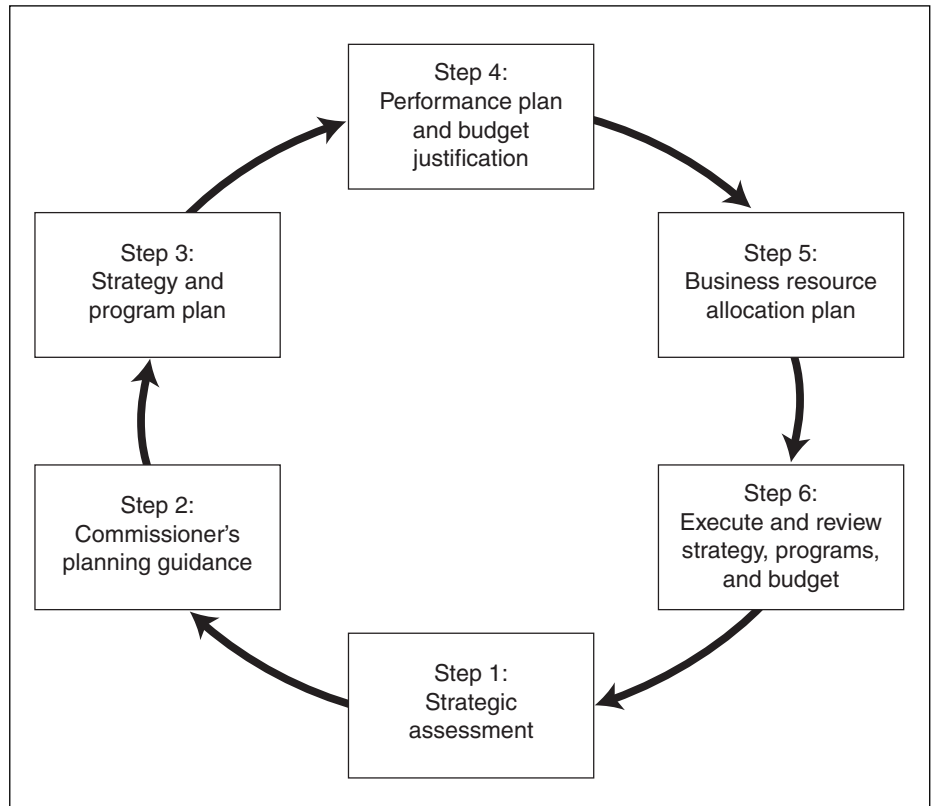 Step 4:
Performance plan
and budget
justification
Step 3:
Strategy and
program plan
Step 5:
Business resource
allocation plan
Step 2:
Commissioner's
planning guidance
Step 6:
Execute and review
strategy, programs,
and budget
Step 1:
Strategic
assessment